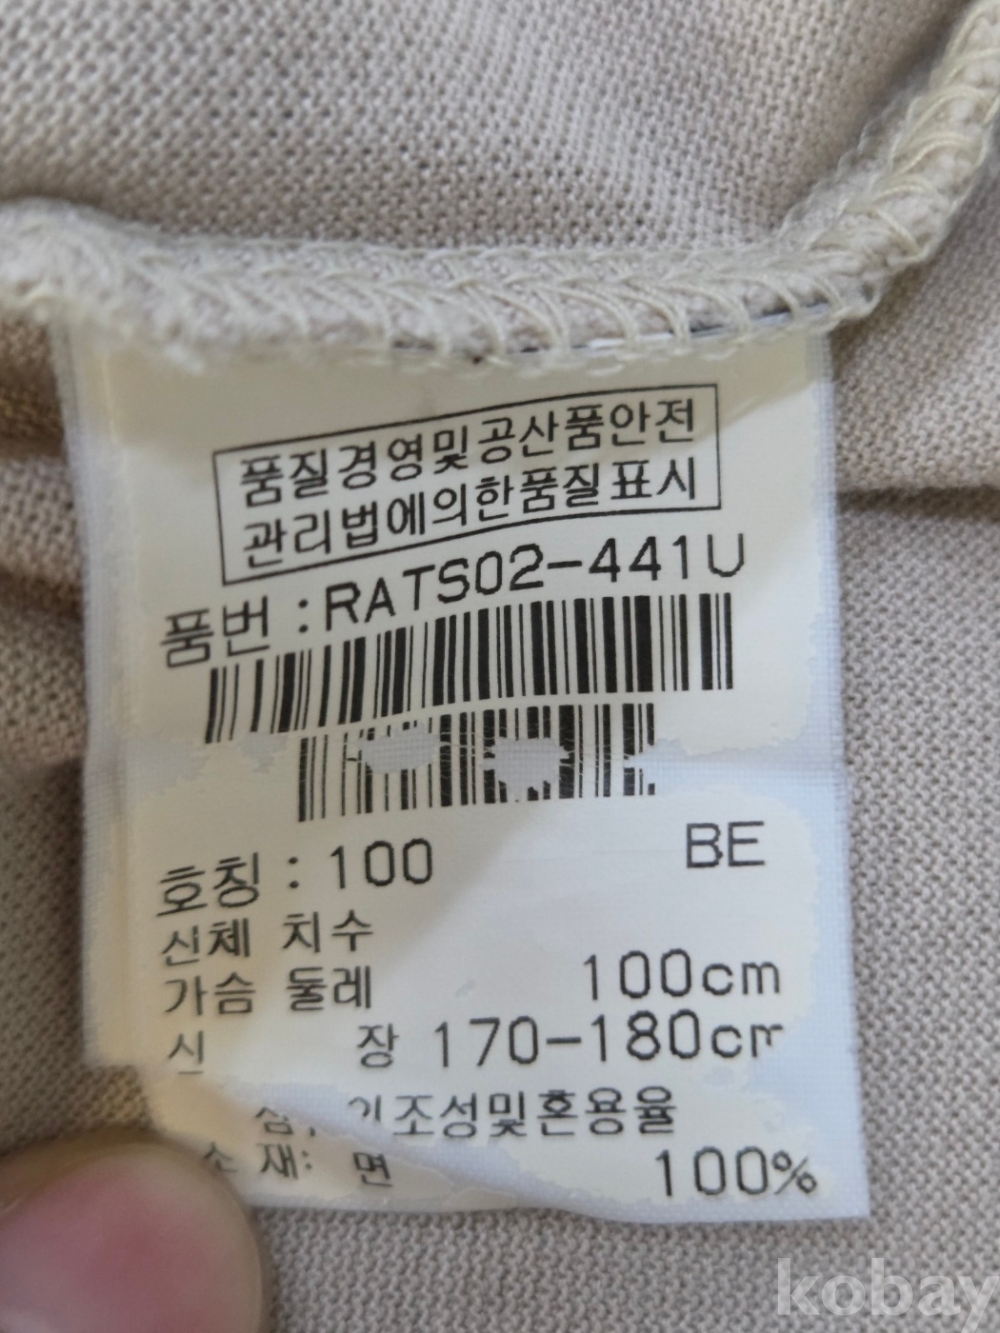 품질경영및공산품안전
관리법에의한품질표시
품번 : RATS02-441U
호칭 : 100 BE
신체 치수
가슴 둘레 100cm
신 장 170-180cm
조성및혼용율
소재: 면 100%
kobay